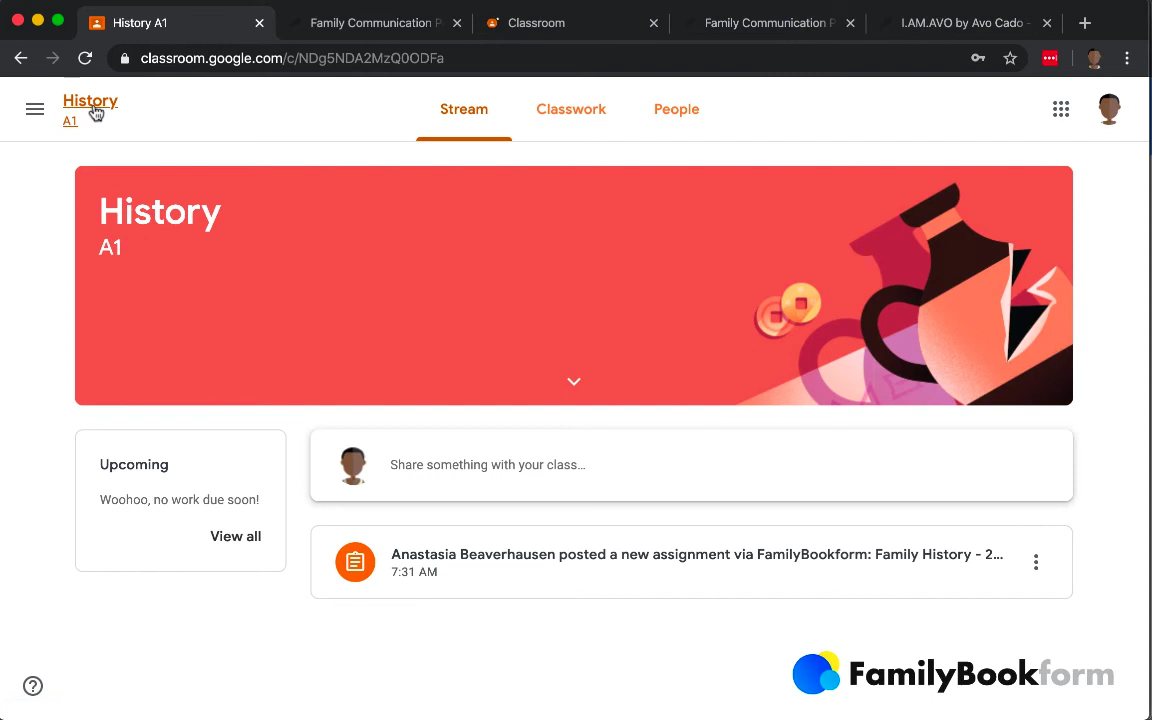 History A1
Family Communication P
Classroom
Family Communication P
I.AM.AVO by Avo Cado -
classroom.google.com/c/NDg5NDA2MzQ0ODFa
History
A1
Stream
Classwork
People
History
A1
Upcoming
Woohoo, no work due soon!
View all
Share something with your class...
Anastasia Beaverhausen posted a new assignment via FamilyBookform: Family History - 2...
7:31 AM
FamilyBookform